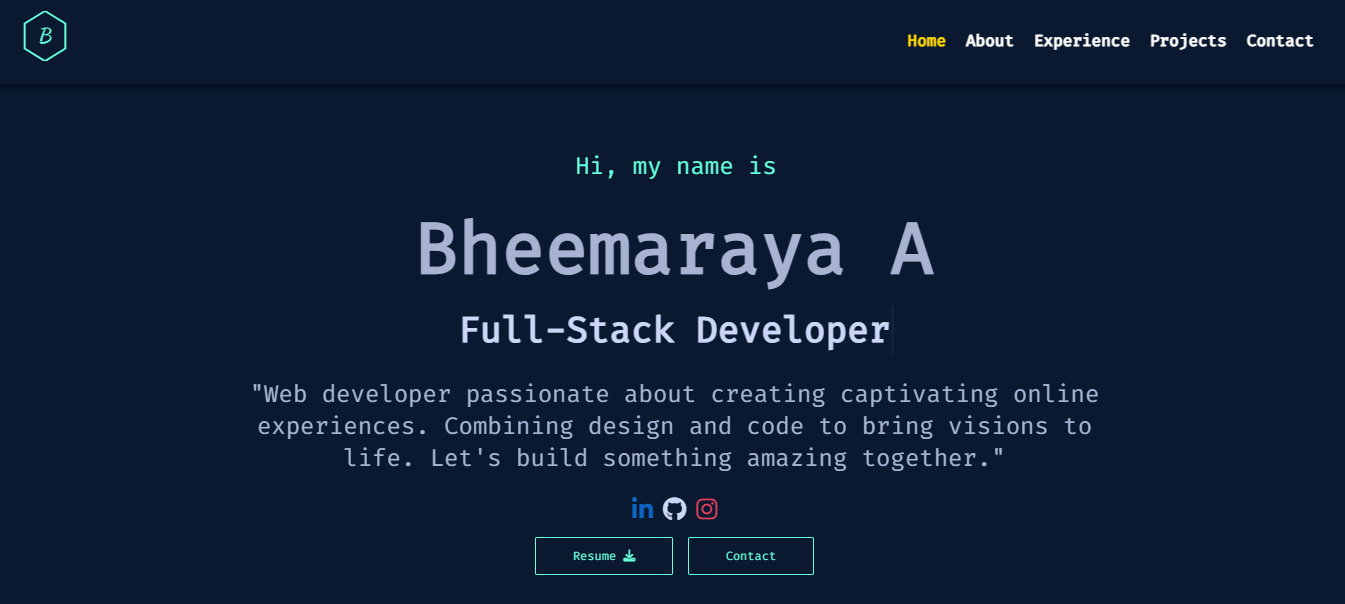 B
Home About Experience Projects Contact
Hi, my name is
Bheemaraya A
Full-Stack Developer
"Web developer passionate about creating captivating online
experiences. Combining design and code to bring visions to
life. Let's build something amazing together."
in
Resume
Contact